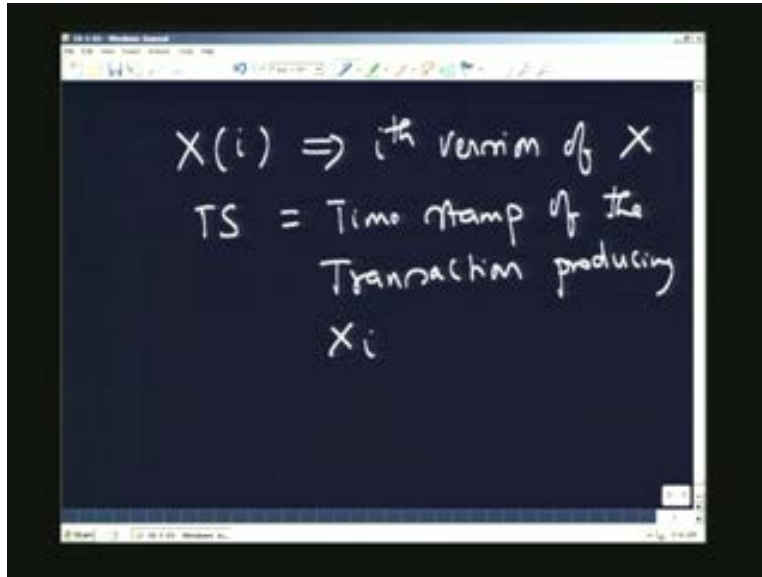 X(i) ⇒ ith version of X
TS = Time stamp of the
Transaction producing
Xi